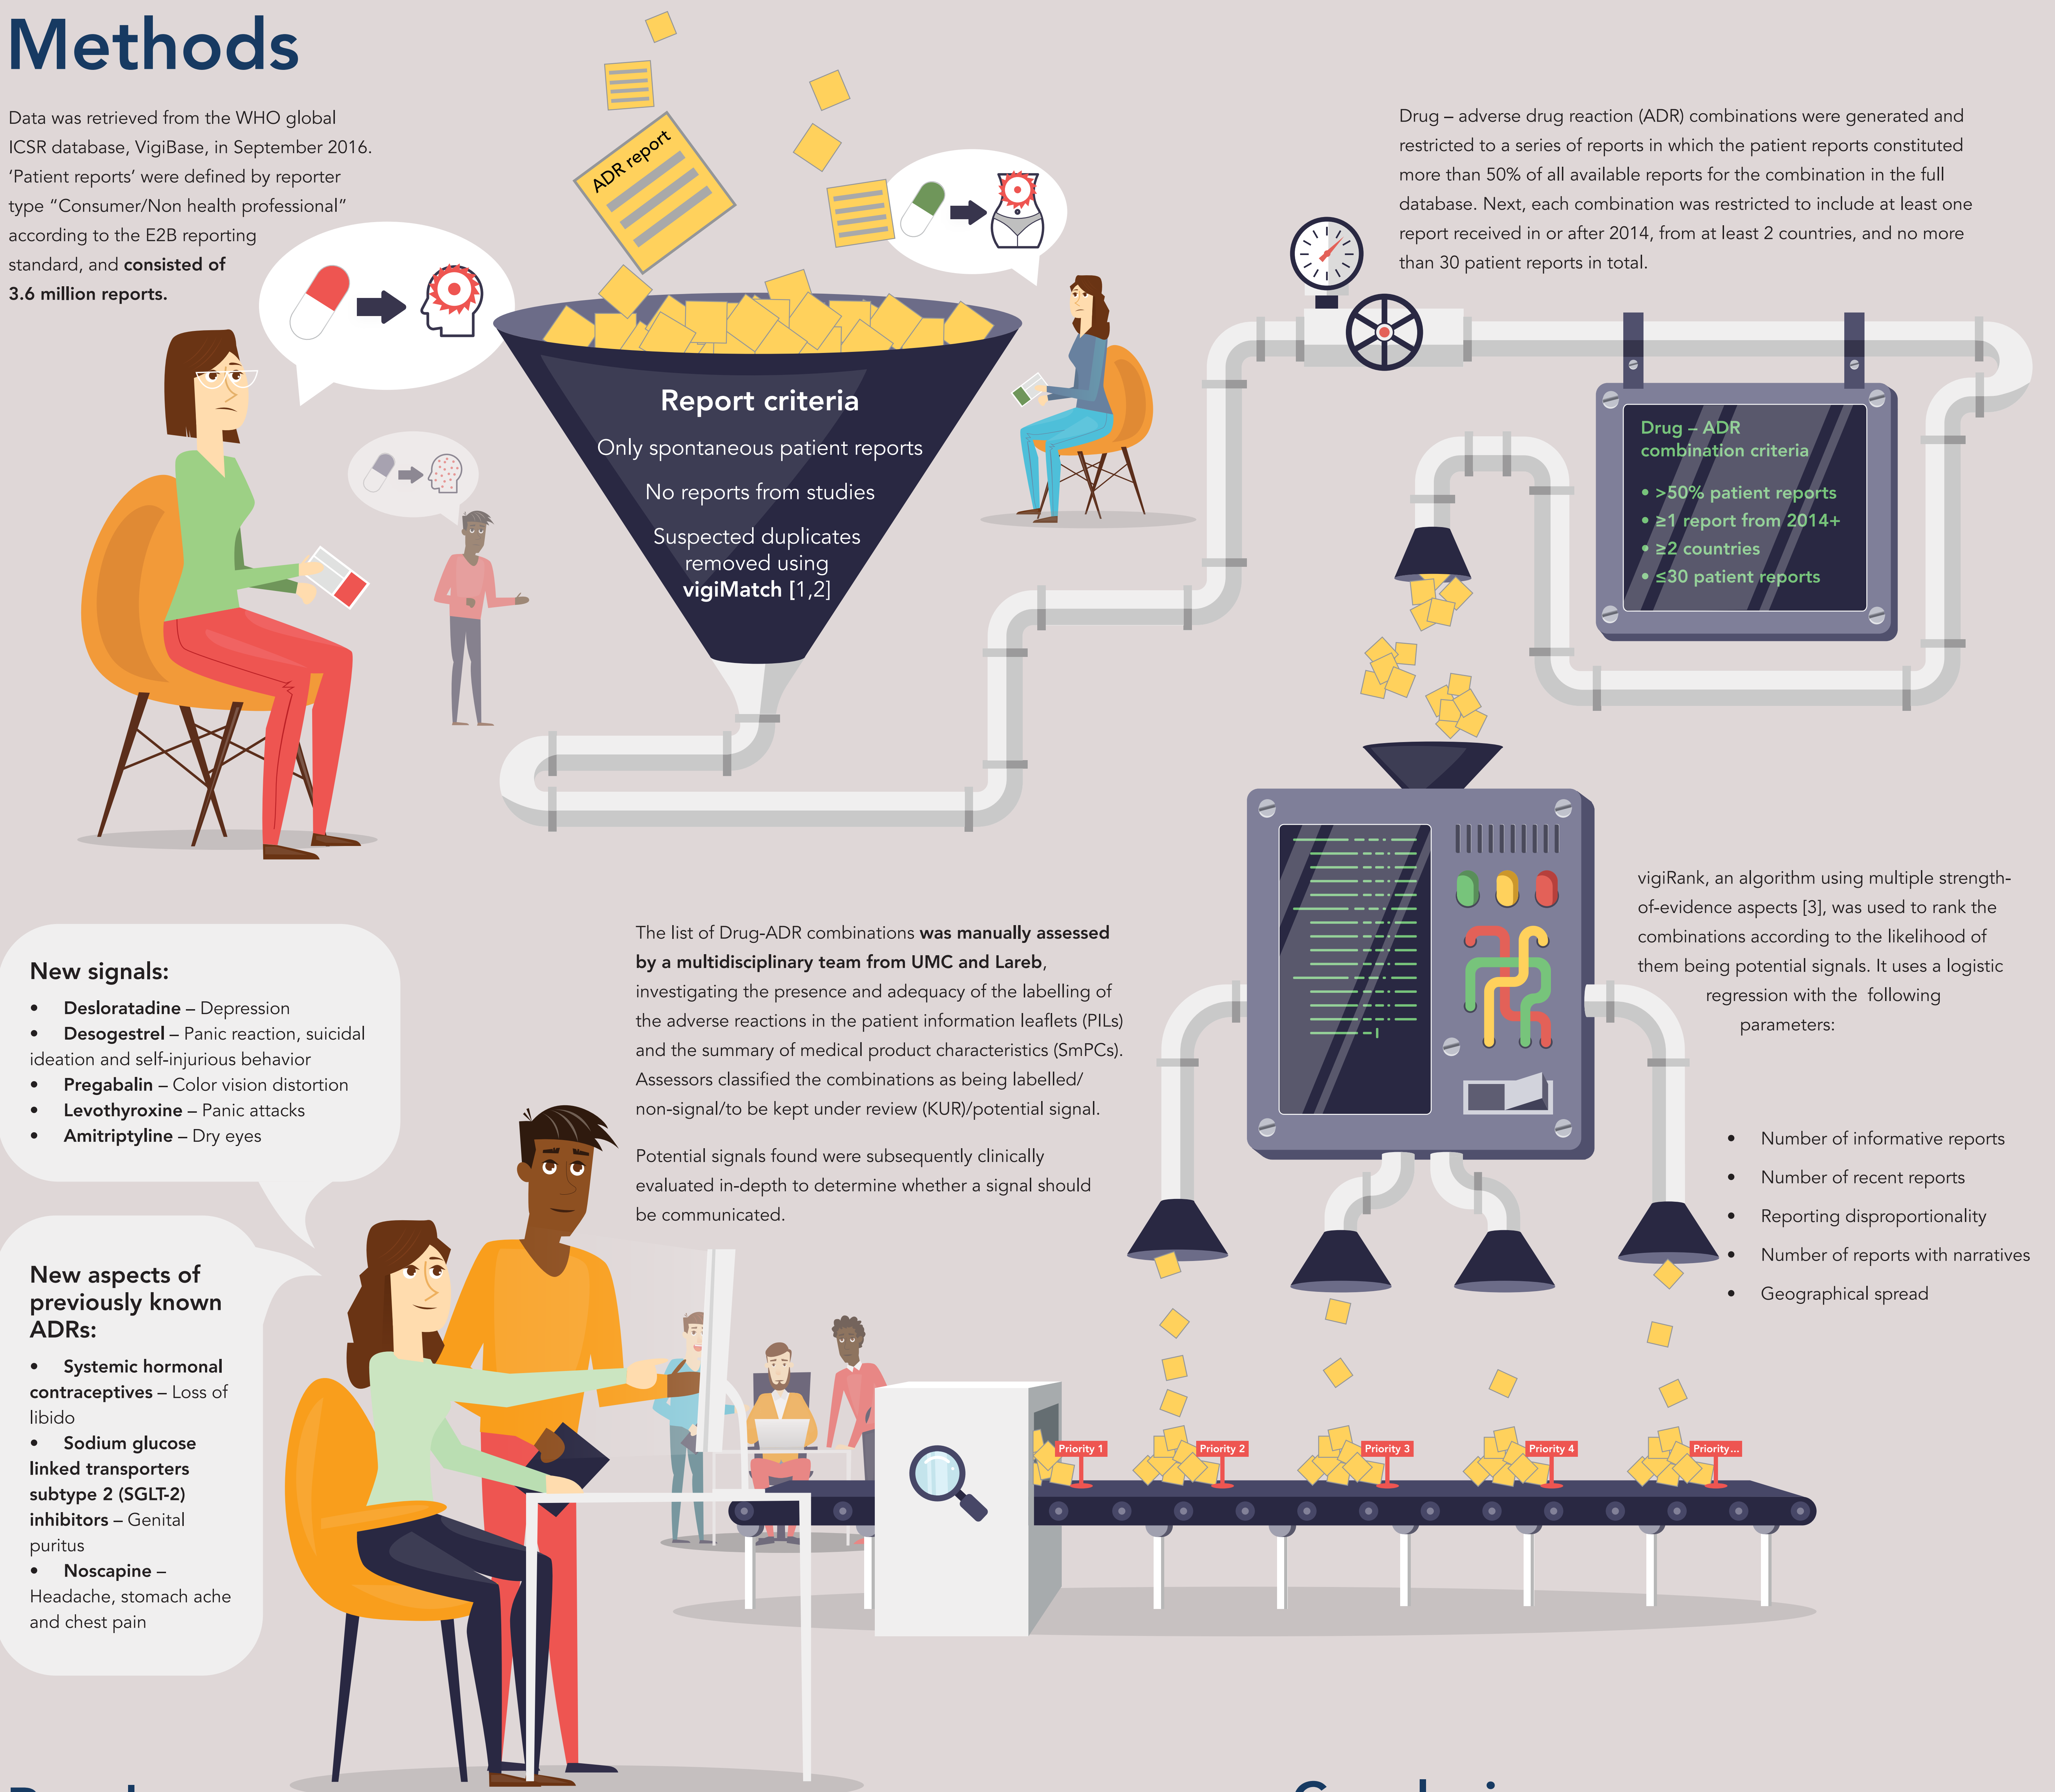 Methods
Data was retrieved from the WHO global
ICSR database, VigiBase, in September 2016.
‘Patient reports’ were defined by reporter
type “Consumer/Non health professional”
according to the E2B reporting
standard, and consisted of
3.6 million reports.
ADR report
Report criteria
Only spontaneous patient reports
No reports from studies
Suspected duplicates
removed using
vigiMatch [1,2]
Drug – adverse drug reaction (ADR) combinations were generated and
restricted to a series of reports in which the patient reports constituted
more than 50% of all available reports for the combination in the full
database. Next, each combination was restricted to include at least one
report received in or after 2014, from at least 2 countries, and no more
than 30 patient reports in total.
Drug – ADR
combination criteria
• >50% patient reports
• ≥1 report from 2014+
• ≥2 countries
• ≤30 patient reports
vigiRank, an algorithm using multiple strength-
of-evidence aspects [3], was used to rank the
combinations according to the likelihood of
them being potential signals. It uses a logistic
regression with the following
parameters:
• Number of informative reports
• Number of recent reports
• Reporting disproportionality
• Number of reports with narratives
• Geographical spread
The list of Drug-ADR combinations was manually assessed
by a multidisciplinary team from UMC and Lareb,
investigating the presence and adequacy of the labelling of
the adverse reactions in the patient information leaflets (PILs)
and the summary of medical product characteristics (SmPCs).
Assessors classified the combinations as being labelled/
non-signal/to be kept under review (KUR)/potential signal.
Potential signals found were subsequently clinically
evaluated in-depth to determine whether a signal should
be communicated.
Priority 1
Priority 2
Priority 3
Priority 4
Priority...
New signals:
• Desloratadine – Depression
• Desogestrel – Panic reaction, suicidal
ideation and self-injurious behavior
• Pregabalin – Color vision distortion
• Levothyroxine – Panic attacks
• Amitriptyline – Dry eyes
New aspects of
previously known
ADRs:
• Systemic hormonal
contraceptives – Loss of
libido
• Sodium glucose
linked transporters
subtype 2 (SGLT-2)
inhibitors – Genital
puritus
• Noscapine –
Headache, stomach ache
and chest pain